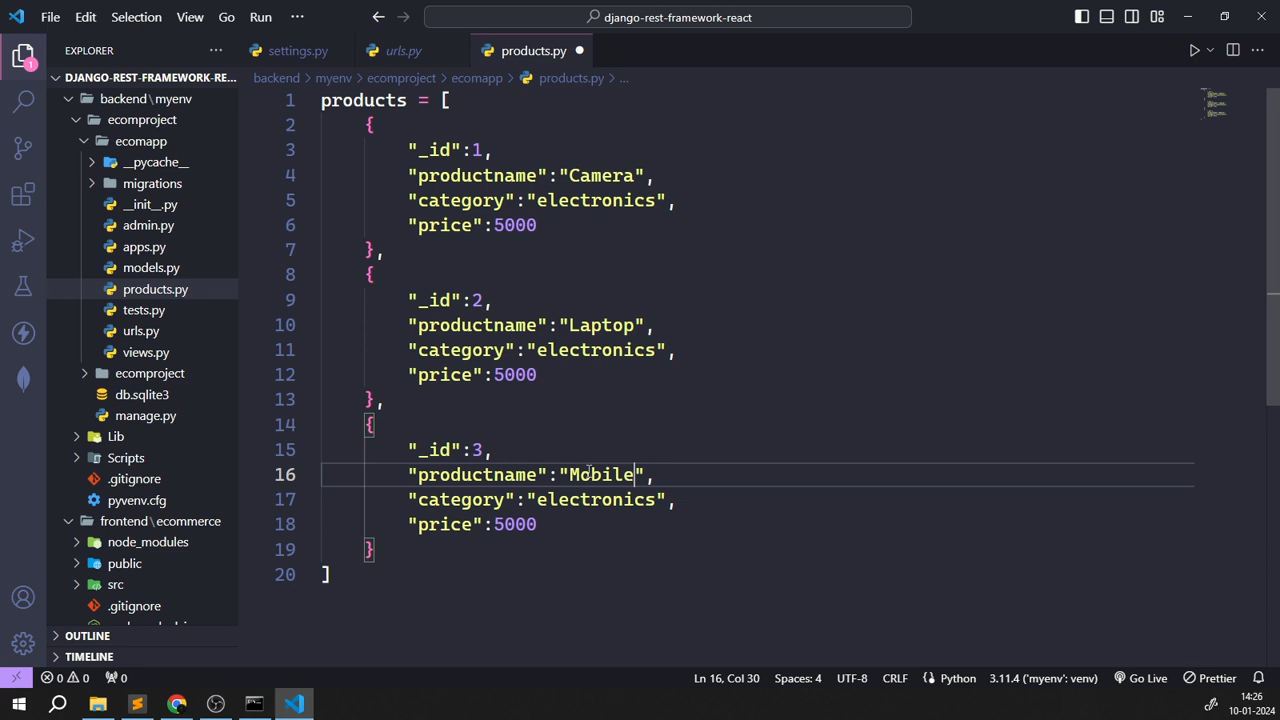 File Edit Selection View Go Run ··· django-rest-framework-react
EXPLORER ··· settings.py urls.py products.py
DJANGO-REST-FRAMEWORK-RE... backend > myenv > ecomproject > ecomapp > products.py > ...
backend\myenv
ecomproject
ecomapp
__pycache__
migrations
__init__.py
admin.py
apps.py
models.py
products.py
tests.py
urls.py
views.py
ecomproject
db.sqlite3
manage.py
Lib
Scripts
.gitignore
pyvenv.cfg
frontend\ecommerce
node_modules
public
src
.gitignore
OUTLINE
TIMELINE
1 products = [
2 {
3 "_id":1,
4 "productname":"Camera",
5 "category":"electronics",
6 "price":5000
7 },
8 {
9 "_id":2,
10 "productname":"Laptop",
11 "category":"electronics",
12 "price":5000
13 },
14 {
15 "_id":3,
16 "productname":"Mobile",
17 "category":"electronics",
18 "price":5000
19 }
20 ]
1
0 0 0 Ln 16, Col 30 Spaces: 4 UTF-8 CRLF Python 3.11.4 ('myenv': venv) Go Live Prettier
14:26
10-01-2024